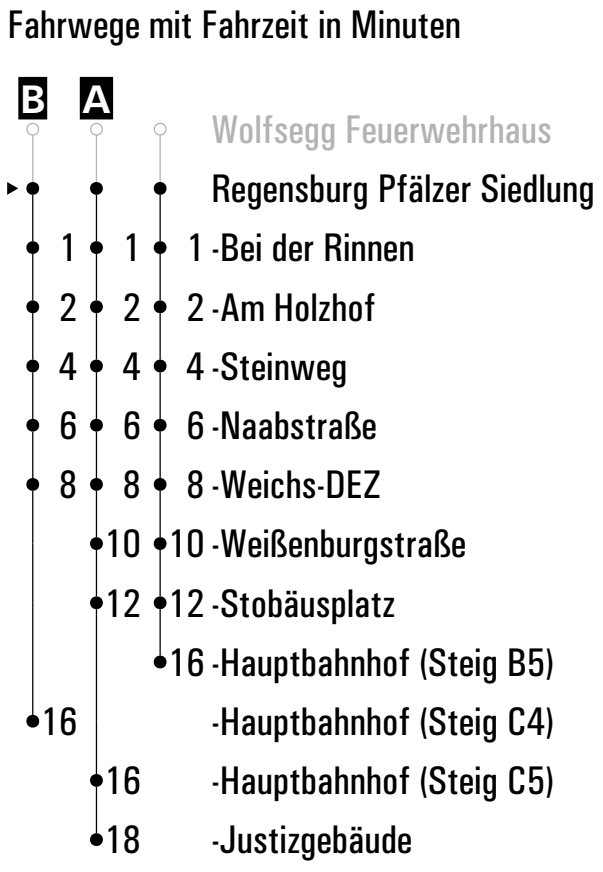 Fahrwege mit Fahrzeit in Minuten
B A
Wolfsegg Feuerwehrhaus
Regensburg Pfälzer Siedlung
1 1 1 -Bei der Rinnen
2 2 2 -Am Holzhof
4 4 4 -Steinweg
6 6 6 -Naabstraße
8 8 8 -Weichs-DEZ
10 10 -Weißenburgstraße
12 12 -Stobäusplatz
16 -Hauptbahnhof (Steig B5)
16 -Hauptbahnhof (Steig C4)
16 -Hauptbahnhof (Steig C5)
18 -Justizgebäude